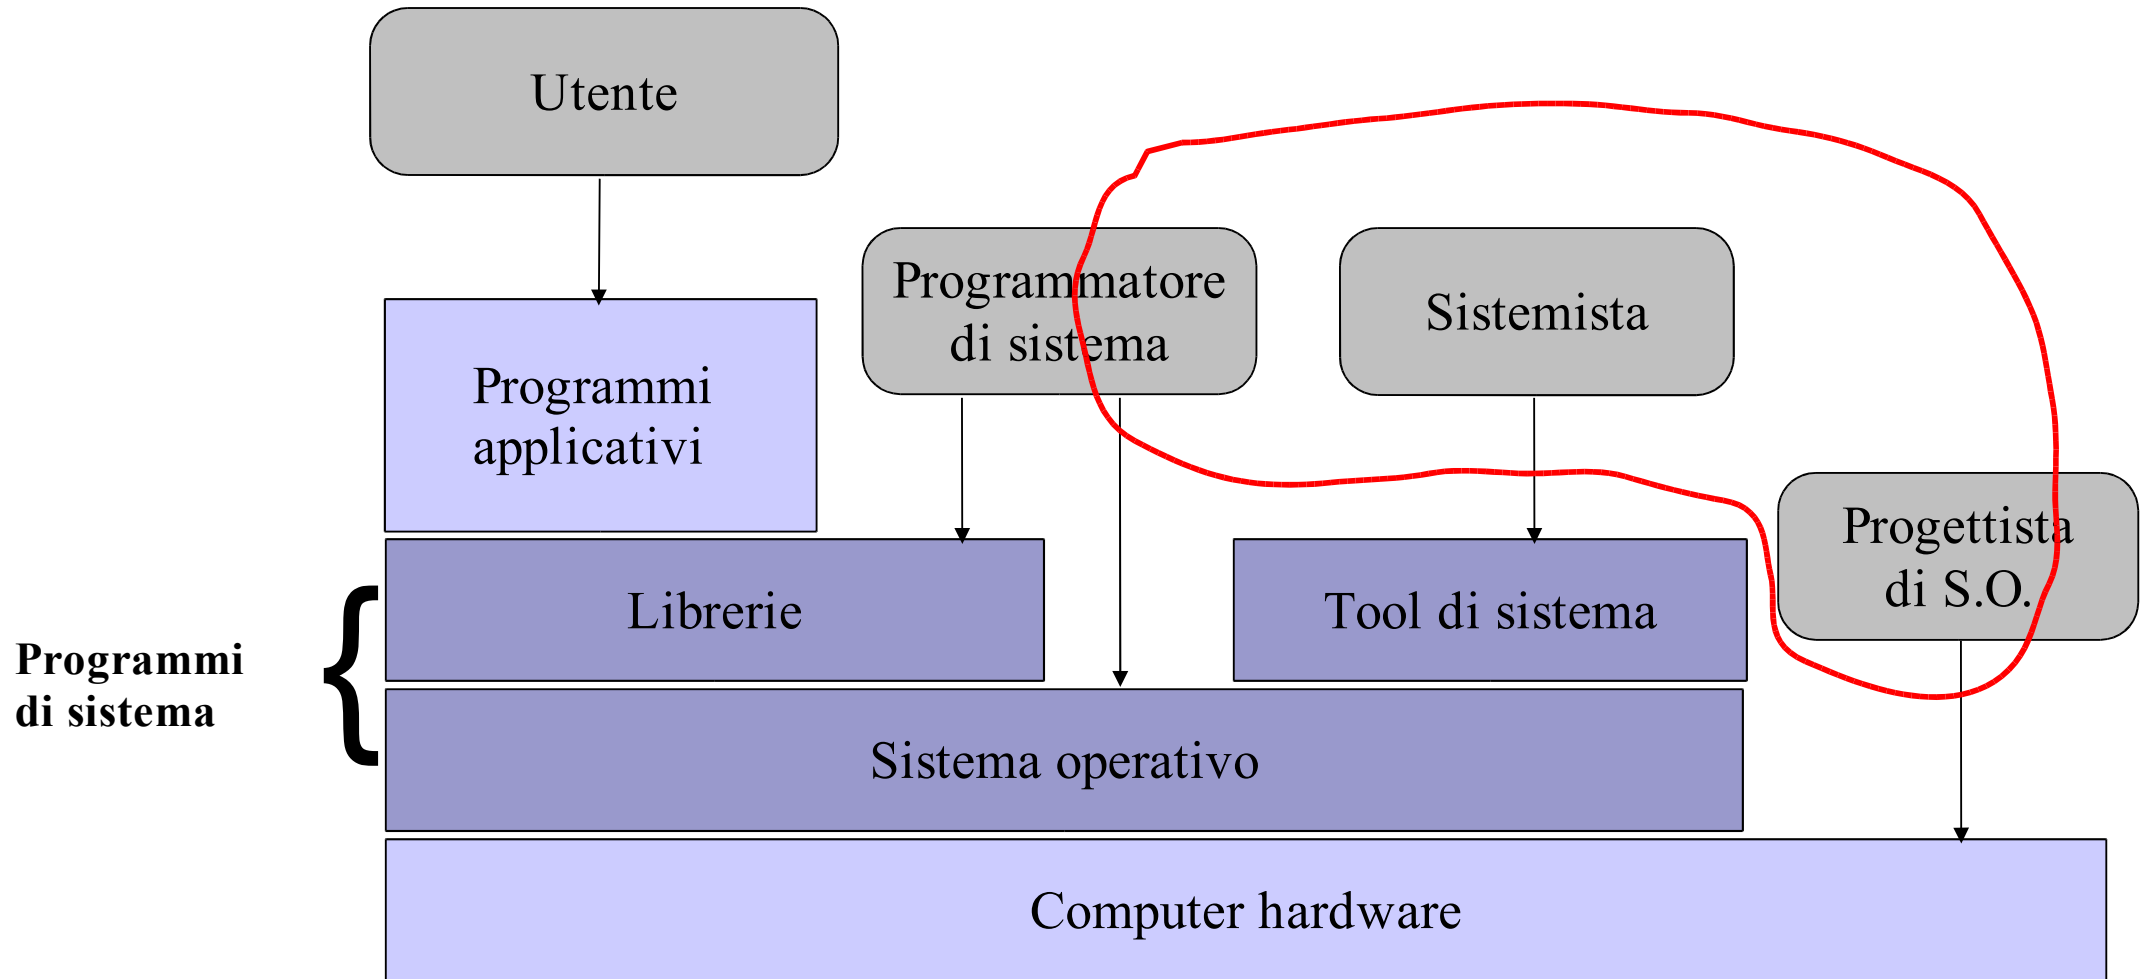 Utente
Programmatore
di sistema
Sistemista
Programmi
applicativi
Progettista
di S.O.
Librerie
Tool di sistema
Programmi
di sistema
Sistema operativo
Computer hardware